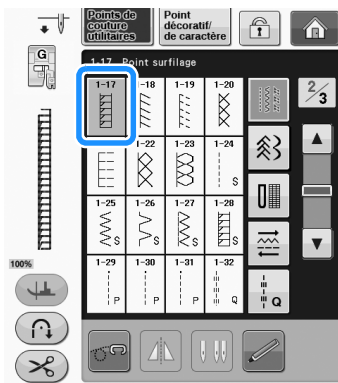 Points de
couture
utilitaires
Point
décoratif/
de caractère
G
1-17 Point surfilage
2/3
1-17 1-18 1-19 1-20
1-22 1-23 1-24
S
1-25 1-26 1-27 1-28
S S S S
100%
1-29 1-30 1-31 1-32
P P P Q
Q